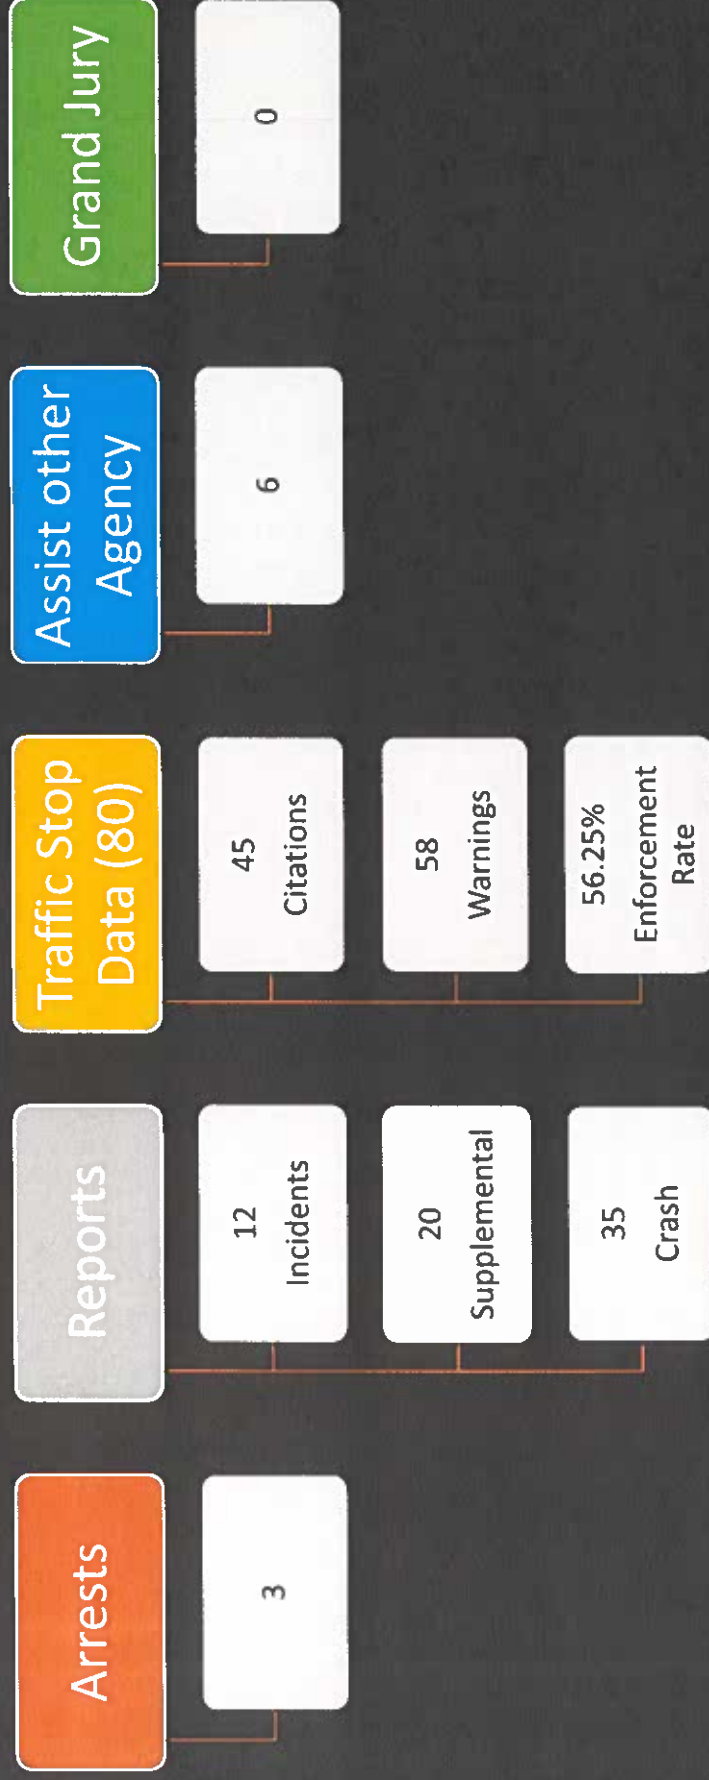 Arrests
3
Reports
12
Incidents
20
Supplemental
35
Crash
Traffic Stop
Data (80)
45
Citations
58
Warnings
56.25%
Enforcement
Rate
Assist other
Agency
6
Grand Jury
0